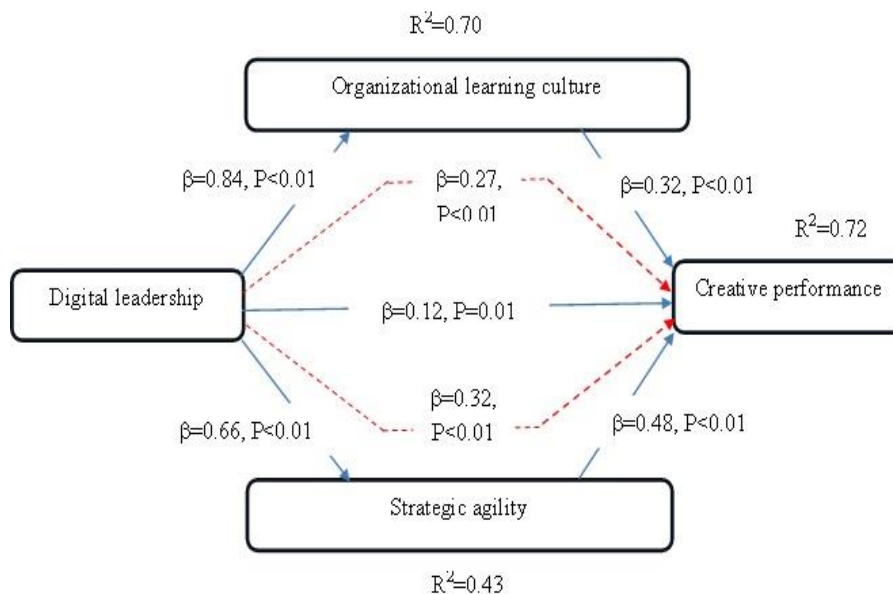 R²=0.70
Organizational learning culture
β=0.84, P<0.01
β=0.27,
P<0.01
β=0.32, P<0.01
R²=0.72
Digital leadership
β=0.12, P=0.01
Creative performance
β=0.66, P<0.01
β=0.32,
P<0.01
β=0.48, P<0.01
Strategic agility
R²=0.43